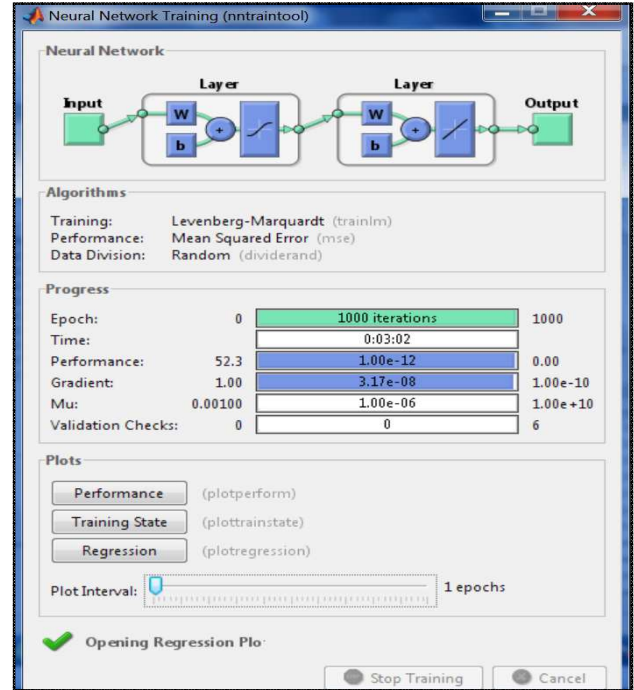 Neural Network Training (nntraintool)
Neural Network
Layer Layer
Input Output
W W
+ +
b b
Algorithms
Training: Levenberg-Marquardt (trainlm)
Performance: Mean Squared Error (mse)
Data Division: Random (dividerand)
Progress
Epoch: 0 1000 iterations 1000
Time: 0:03:02
Performance: 52.3 1.00e-12 0.00
Gradient: 1.00 3.17e-08 1.00e-10
Mu: 0.00100 1.00e-06 1.00e+10
Validation Checks: 0 0 6
Plots
Performance (plotperform)
Training State (plottrainstate)
Regression (plotregression)
Plot Interval: 1 epochs
Opening Regression Plo
Stop Training Cancel